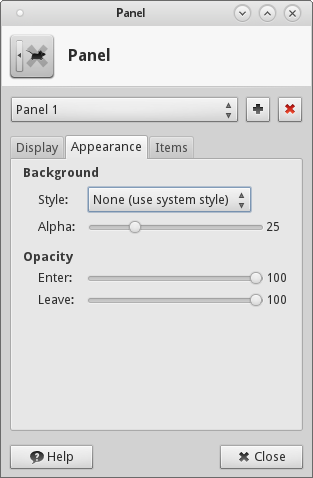 Panel
Panel
Panel 1
Display Appearance Items
Background
Style: None (use system style)
Alpha: 25
Opacity
Enter: 100
Leave: 100
Help Close